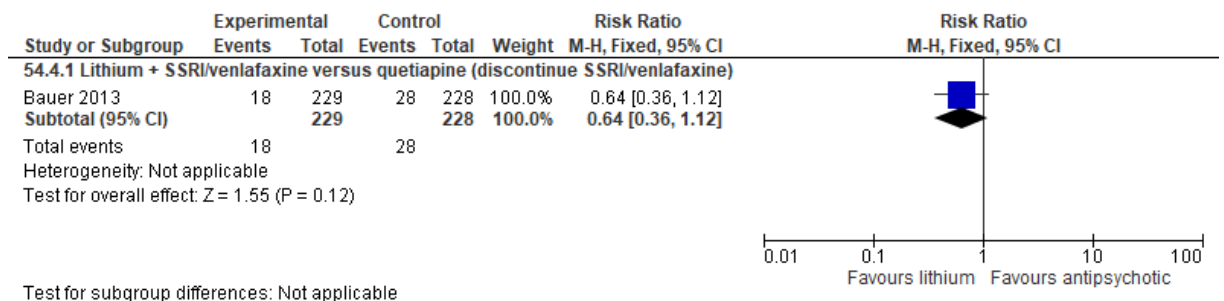 Experimental Control Risk Ratio Risk Ratio
Study or Subgroup Events Total Events Total Weight M-H, Fixed, 95% CI M-H, Fixed, 95% CI
54.4.1 Lithium + SSRI/venlafaxine versus quetiapine (discontinue SSRI/venlafaxine)
Bauer 2013 18 229 28 228 100.0% 0.64 [0.36, 1.12]
Subtotal (95% CI) 229 228 100.0% 0.64 [0.36, 1.12]
Total events 18 28
Heterogeneity: Not applicable
Test for overall effect: Z = 1.55 (P = 0.12)
0.01 0.1 1 10 100
Favours lithium Favours antipsychotic
Test for subgroup differences: Not applicable